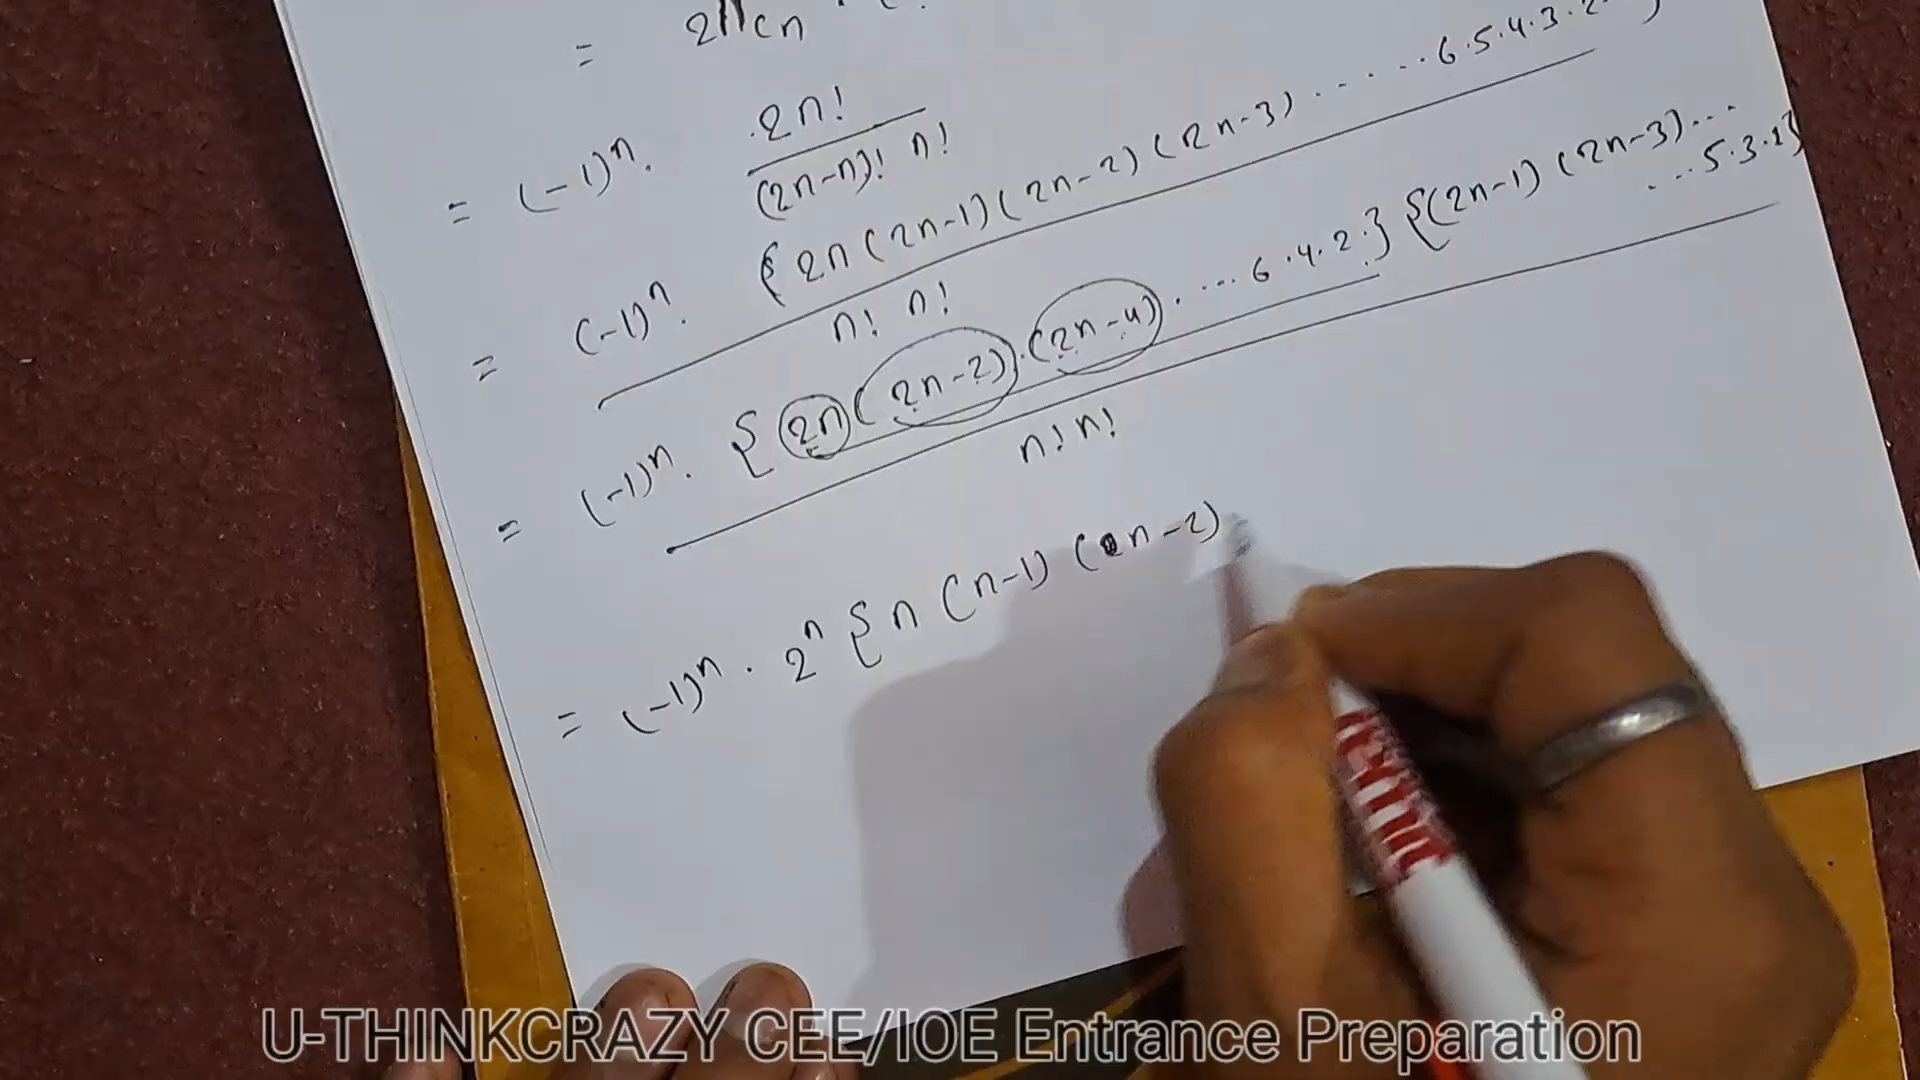 = 2nCn
= (-1)ⁿ. 2n!
(2n-n)! n!
= (-1)ⁿ. {2n(2n-1)(2n-2)(2n-3).....6.5.4.3.2.
n! n!
= (-1)ⁿ. {2n(2n-2).(2n-4).....6.4.2.}{(2n-1)(2n-3)...
...5.3.1}
n! n!
= (-1)ⁿ. 2ⁿ {n (n-1) (n-2)
U-THINKCRAZY CEE/IOE Entrance Preparation